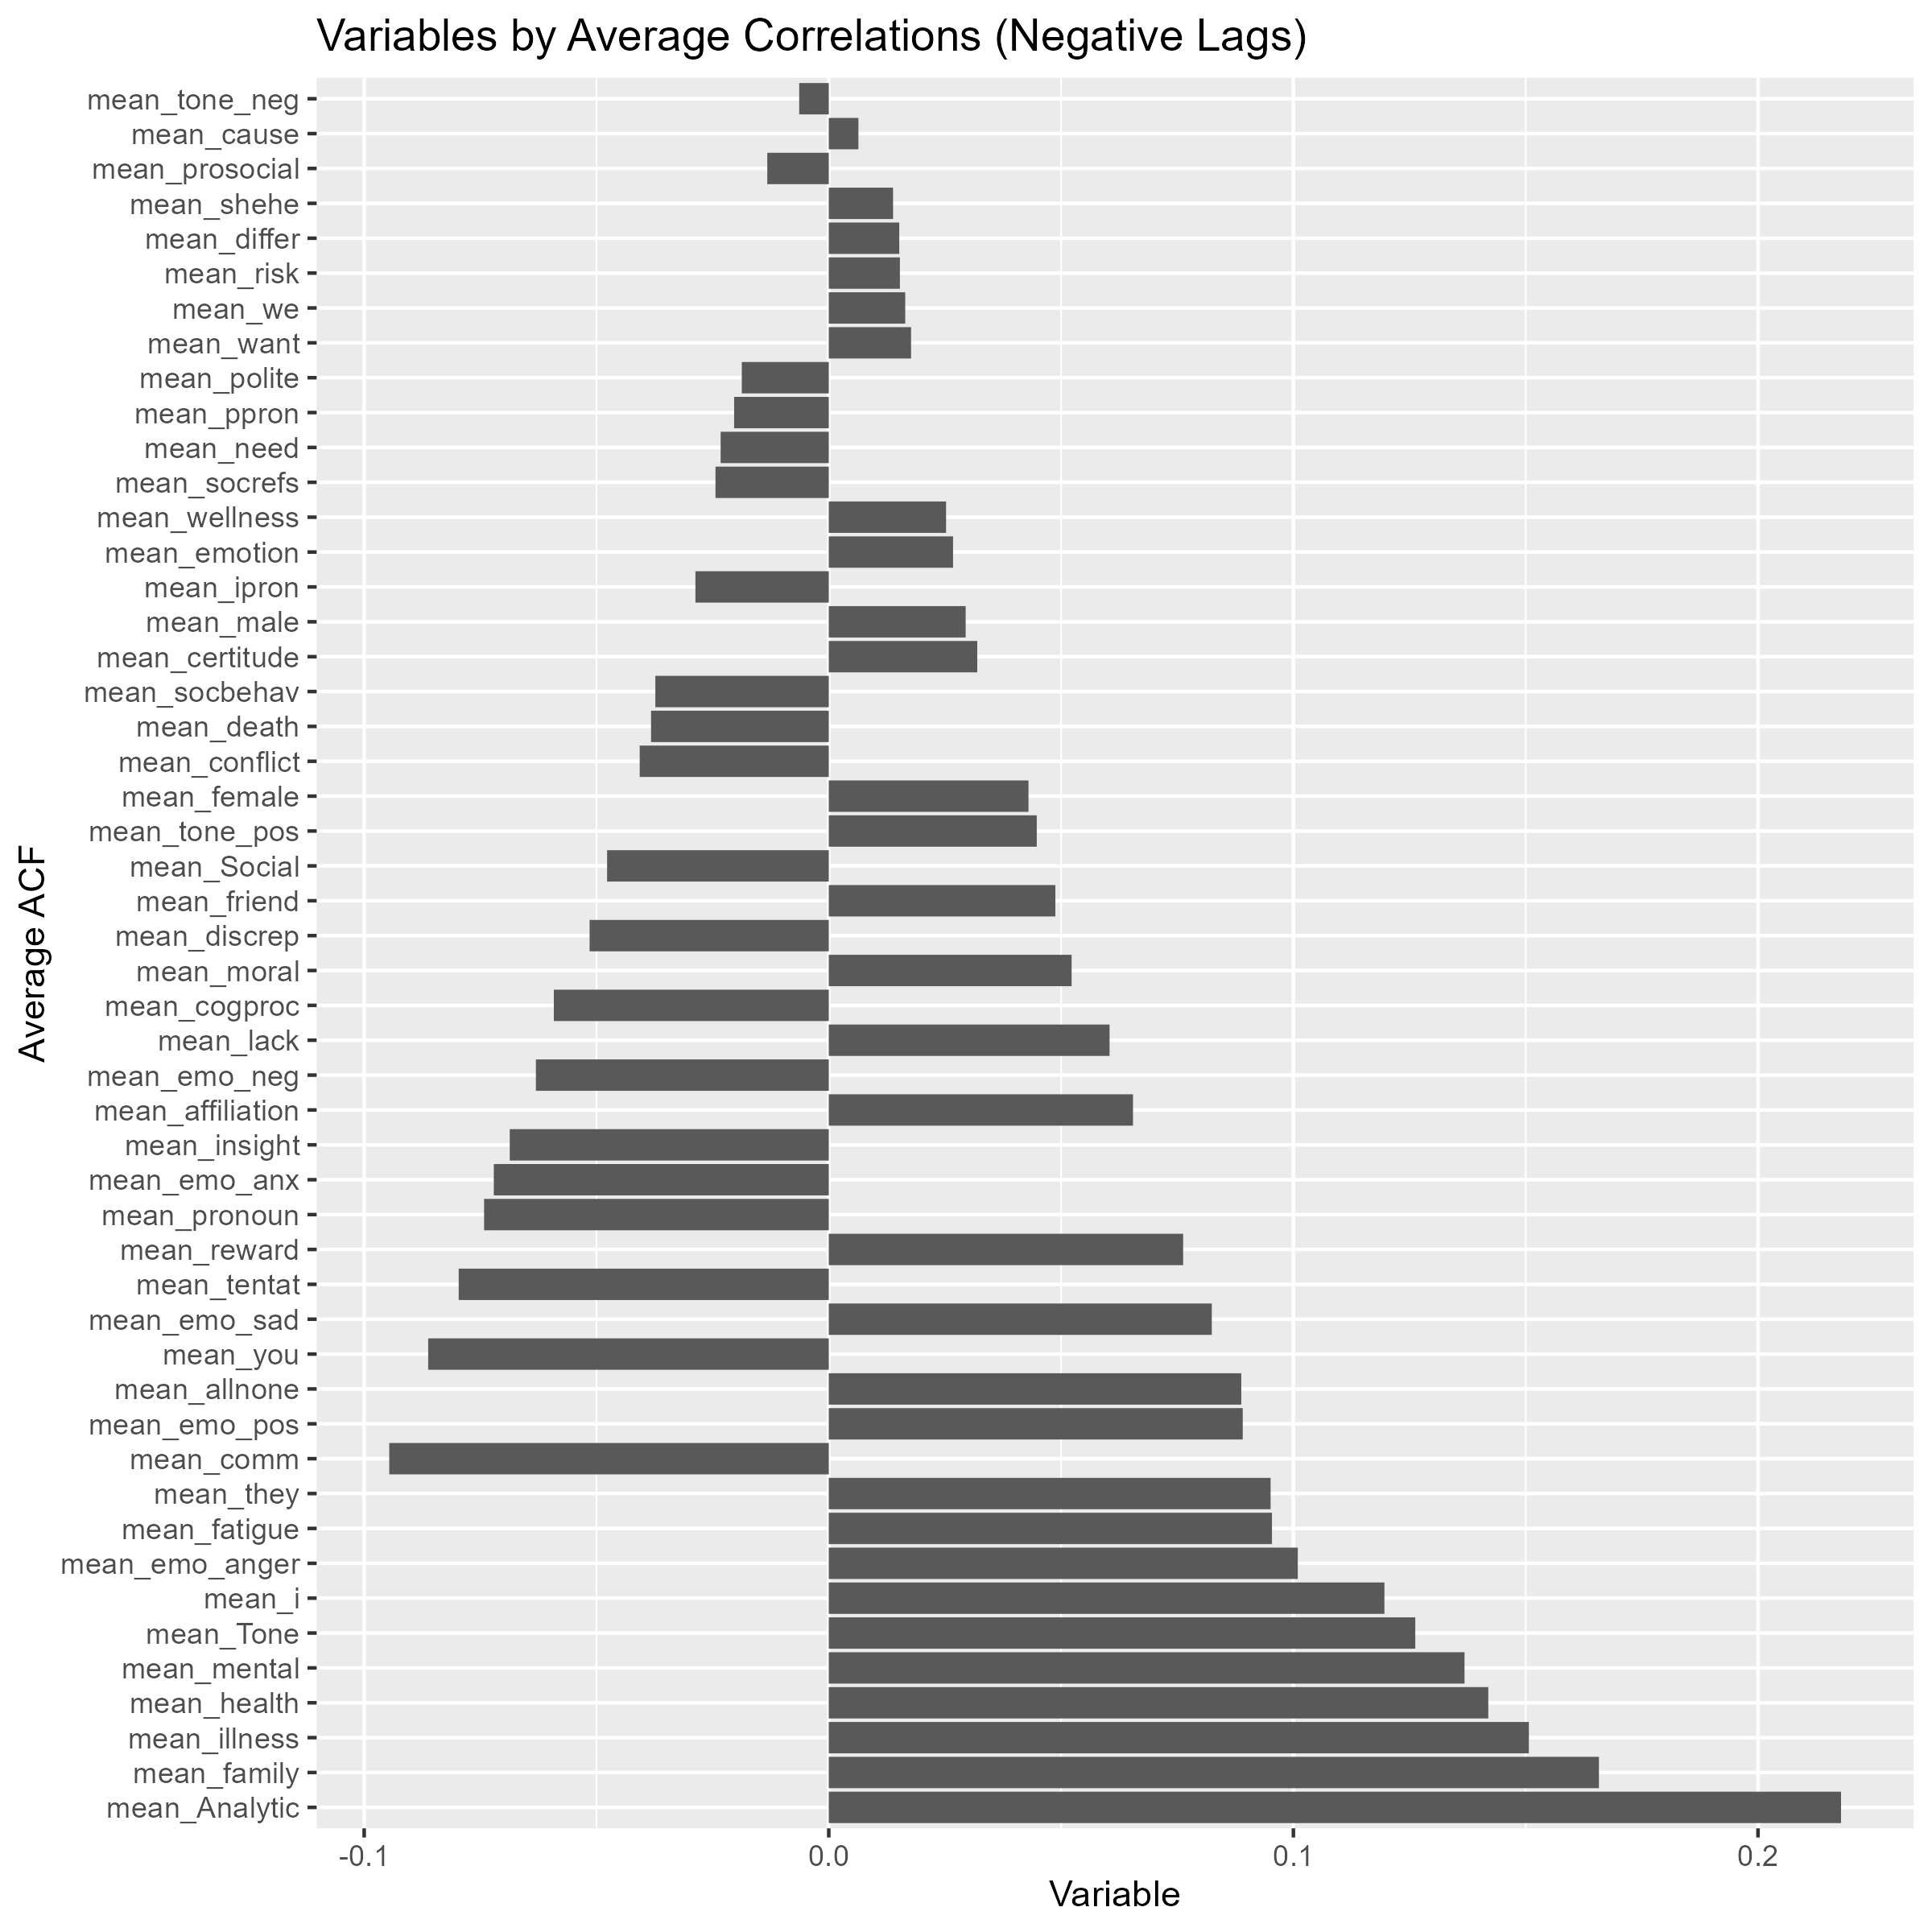 Variables by Average Correlations (Negative Lags)
mean_tone_neg
mean_cause
mean_prosocial
mean_shehe
mean_differ
mean_risk
mean_we
mean_want
mean_polite
mean_ppron
mean_need
mean_socrefs
mean_wellness
mean_emotion
mean_ipron
mean_male
mean_certitude
mean_socbehav
mean_death
mean_conflict
mean_female
mean_tone_pos
mean_Social
mean_friend
mean_discrep
mean_moral
mean_cogproc
mean_lack
mean_emo_neg
mean_affiliation
mean_insight
mean_emo_anx
mean_pronoun
mean_reward
mean_tentat
mean_emo_sad
mean_you
mean_allnone
mean_emo_pos
mean_comm
mean_they
mean_fatigue
mean_emo_anger
mean_i
mean_Tone
mean_mental
mean_health
mean_illness
mean_family
mean_Analytic
Average ACF
-0.1 0.0 0.1 0.2
Variable